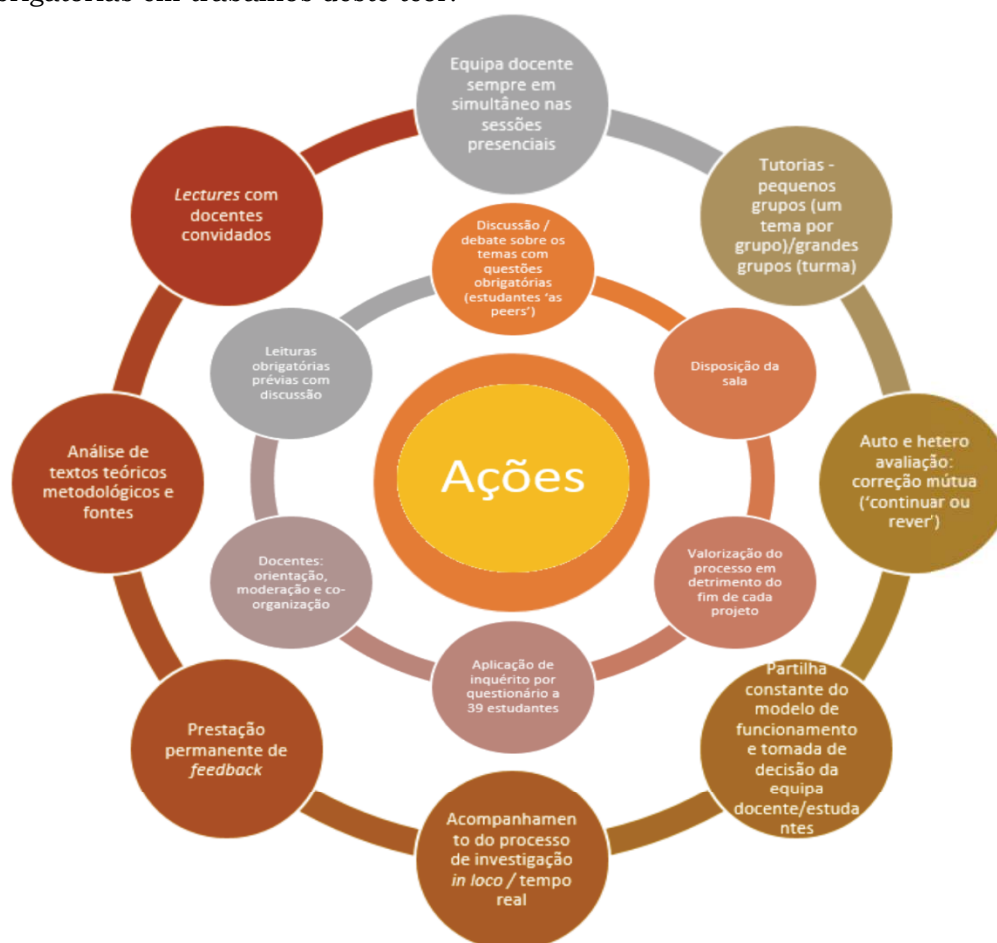 Equipa docente
sempre em
simultâneo nas
sessões
presenciais
Tutorias -
pequenos
grupos (um
tema por
grupo)/grandes
grupos (turma)
Auto e hetero
avaliação:
correção mútua
('continuar ou
rever')
Partilha
constante do
modelo de
funcionamento
e tomada de
decisão da
equipa
docente/estuda
ntes
Acompanhamen
to do processo
de investigação
in loco / tempo
real
Prestação
permanente de
feedback
Análise de
textos teóricos
metodológicos e
fontes
Lectures com
docentes
convidados
Discussão /
debate sobre os
temas com
questões
obrigatórias
(estudantes 'as
peers')
Disposição da
sala
Valorização do
processo em
detrimento do
fim de cada
projeto
Aplicação de
inquérito por
questionário a
39 estudantes
Docentes:
orientação,
moderação e co-
organização
Leituras
obrigatórias
prévias com
discussão
Ações